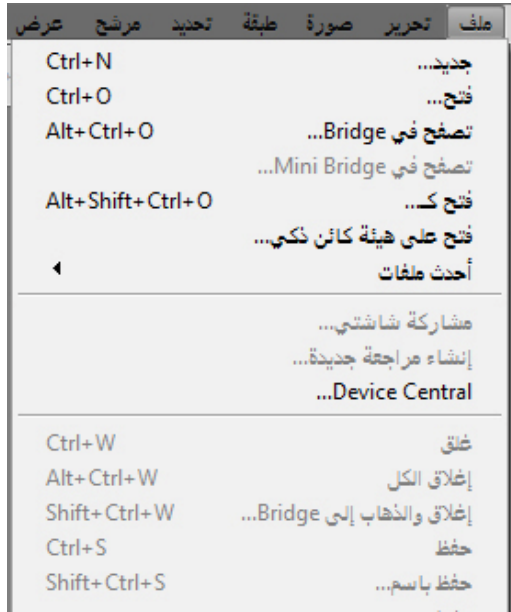 ملف تحرير صورة طبقة تحديد مرشح عرض
جديد... Ctrl+N
فتح... Ctrl+O
تصفح في Bridge... Alt+Ctrl+O
تصفح في Mini Bridge...
فتح كـ... Alt+Shift+Ctrl+O
فتح على هيئة كائن ذكي...
أحدث ملفات
مشاركة شاشتي...
إنشاء مراجعة جديدة...
Device Central...
غلق Ctrl+W
إغلاق الكل Alt+Ctrl+W
إغلاق والذهاب إلى Bridge... Shift+Ctrl+W
حفظ Ctrl+S
حفظ باسم... Shift+Ctrl+S